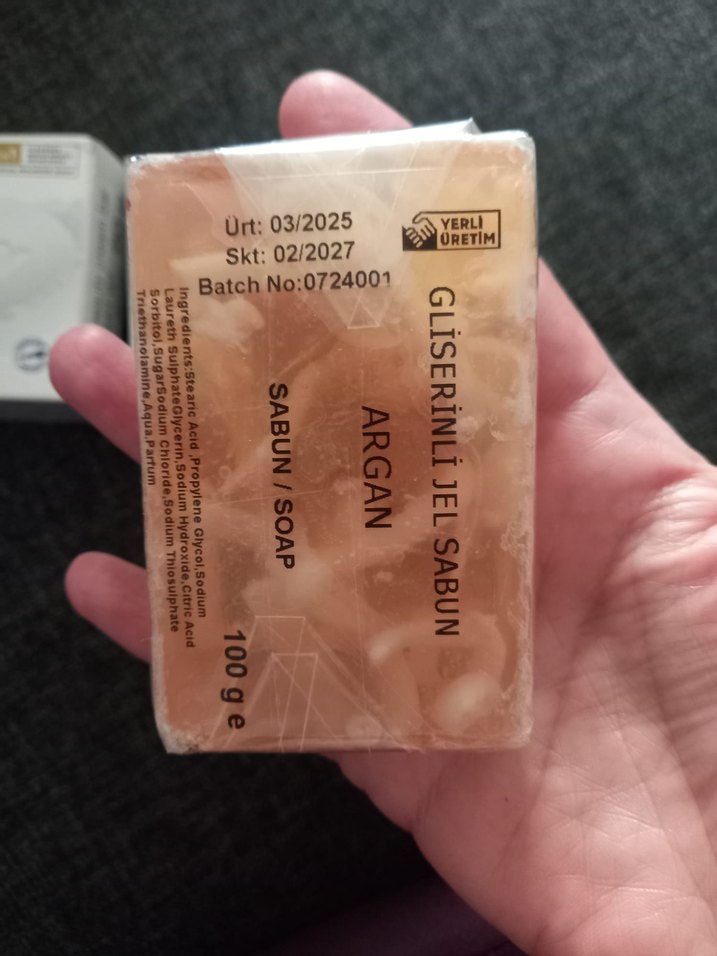 Ürt: 03/2025
Skt: 02/2027
Batch No:0724001
YERLİ
ÜRETİM
GLİSERİNLİ JEL SABUN
ARGAN
SABUN / SOAP
Ingredients:Stearic Acid ,Propylene Glycol,Sodium
Laureth SulphateGlycerin,Sodium Hydroxide,Citric Acid
Sorbitol,SugarSodium Chloride,Sodium Thiosulphate
Triethanolamine,Aqua,Parfum
100 g e